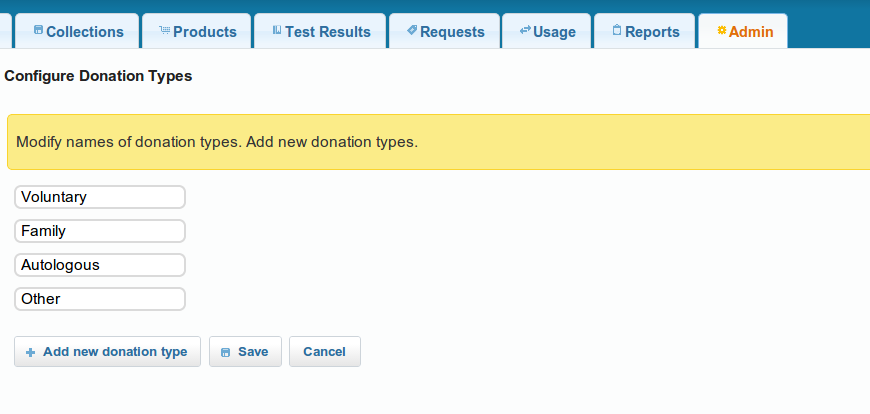 Collections Products Test Results Requests Usage Reports Admin
Configure Donation Types
Modify names of donation types. Add new donation types.
Voluntary
Family
Autologous
Other
Add new donation type Save Cancel